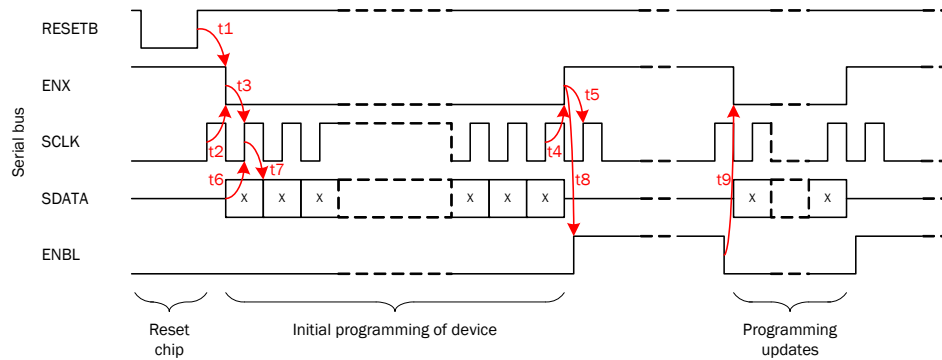 RESETB
t1
ENX
t3
t5
Serial bus
SCLK
t2
t4
t7
t6
t8
t9
SDATA
X X X X X X X X
ENBL
Reset
chip
Initial programming of device
Programming
updates